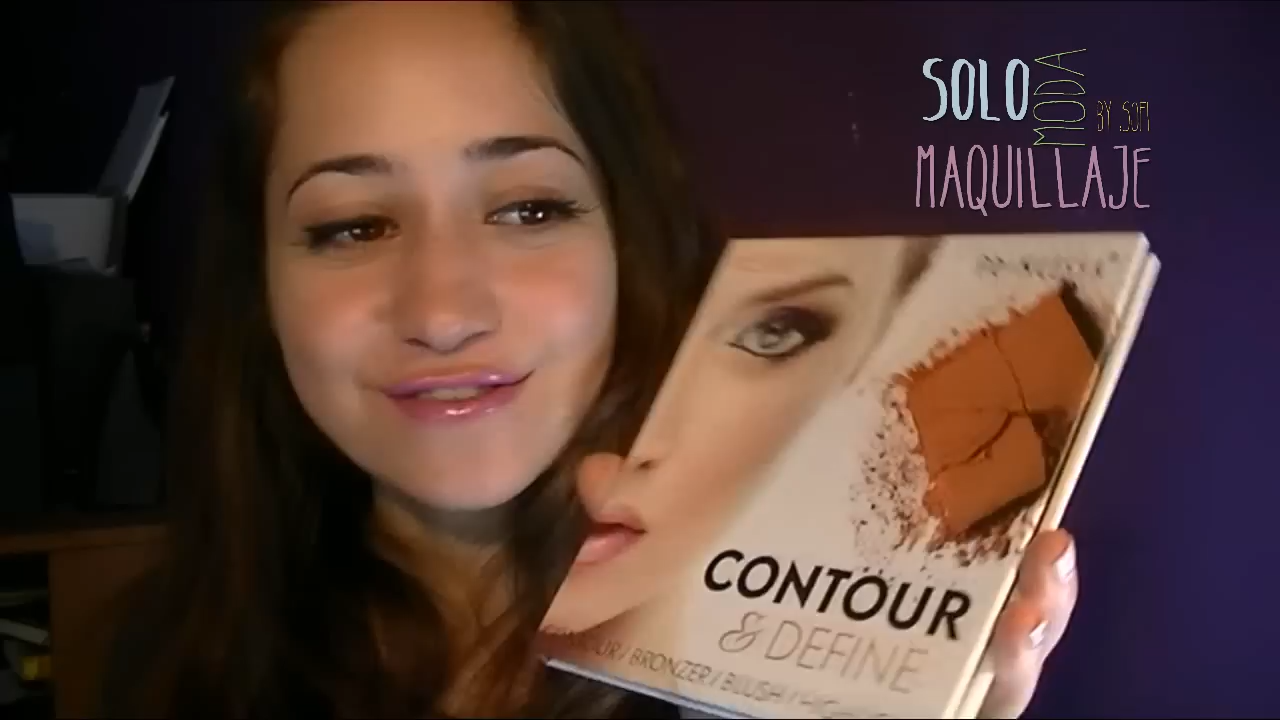 SOLO MODA BY SOFI
MAQUILLAJE
CONTOUR
& DEFINE
BRONZER / BLUSH /